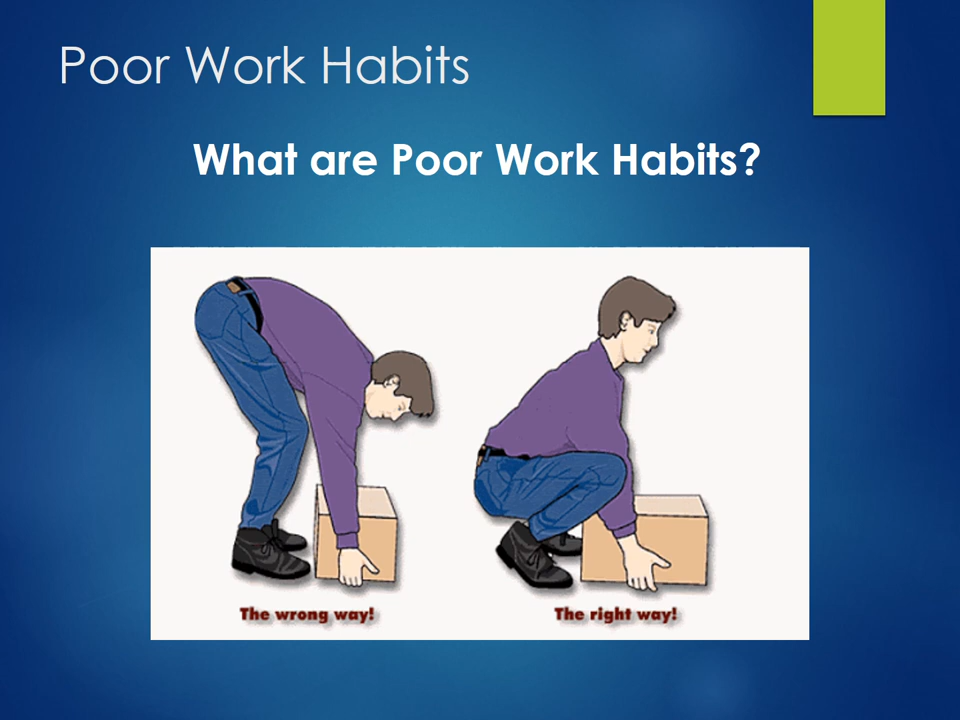 Poor Work Habits
What are Poor Work Habits?
The wrong way!
The right way!